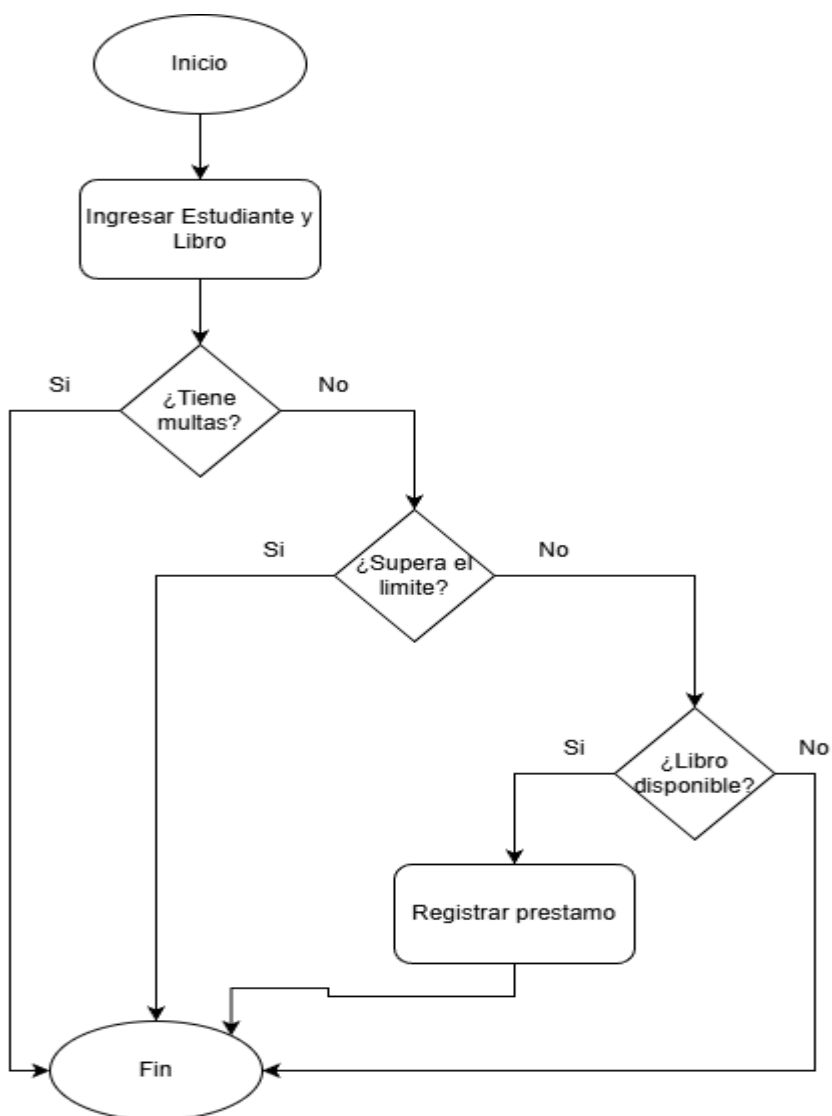 Inicio
Ingresar Estudiante y
Libro
Si
No
¿Tiene
multas?
Si
No
¿Supera el
limite?
Si
No
¿Libro
disponible?
Registrar prestamo
Fin